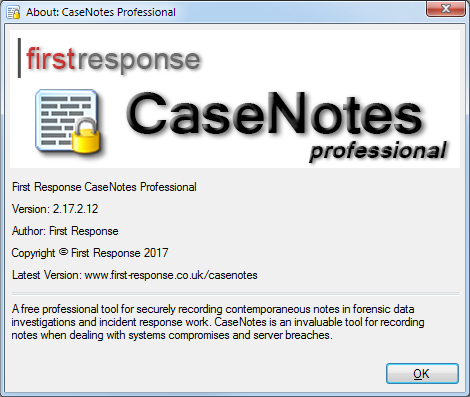 About: CaseNotes Professional
firstresponse
CaseNotes
professional
First Response CaseNotes Professional
Version: 2.17.2.12
Author: First Response
Copyright © First Response 2017
Latest Version: www.first-response.co.uk/casenotes
A free professional tool for securely recording contemporaneous notes in forensic data
investigations and incident response work. CaseNotes is an invaluable tool for recording
notes when dealing with systems compromises and server breaches.
OK